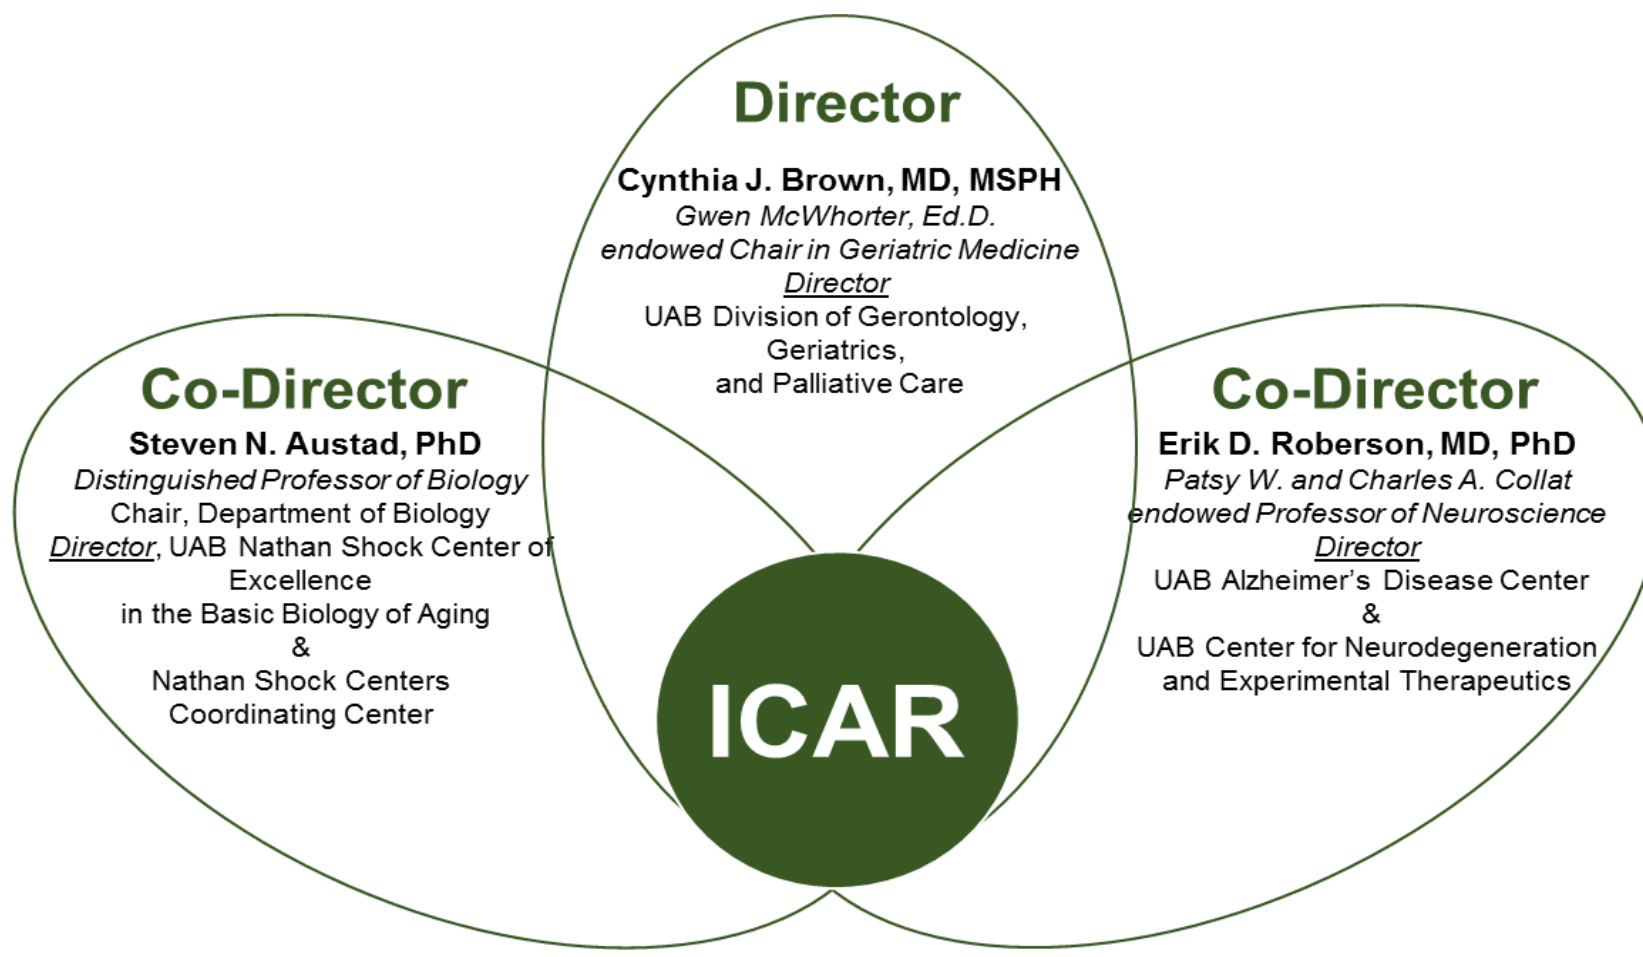 Director
Cynthia J. Brown, MD, MSPH
Gwen McWhorter, Ed.D.
endowed Chair in Geriatric Medicine
Director
UAB Division of Gerontology,
Geriatrics,
and Palliative Care
Co-Director
Steven N. Austad, PhD
Distinguished Professor of Biology
Chair, Department of Biology
Director, UAB Nathan Shock Center of
Excellence
in the Basic Biology of Aging
&
Nathan Shock Centers
Coordinating Center
Co-Director
Erik D. Roberson, MD, PhD
Patsy W. and Charles A. Collat
endowed Professor of Neuroscience
Director
UAB Alzheimer’s Disease Center
&
UAB Center for Neurodegeneration
and Experimental Therapeutics
ICAR